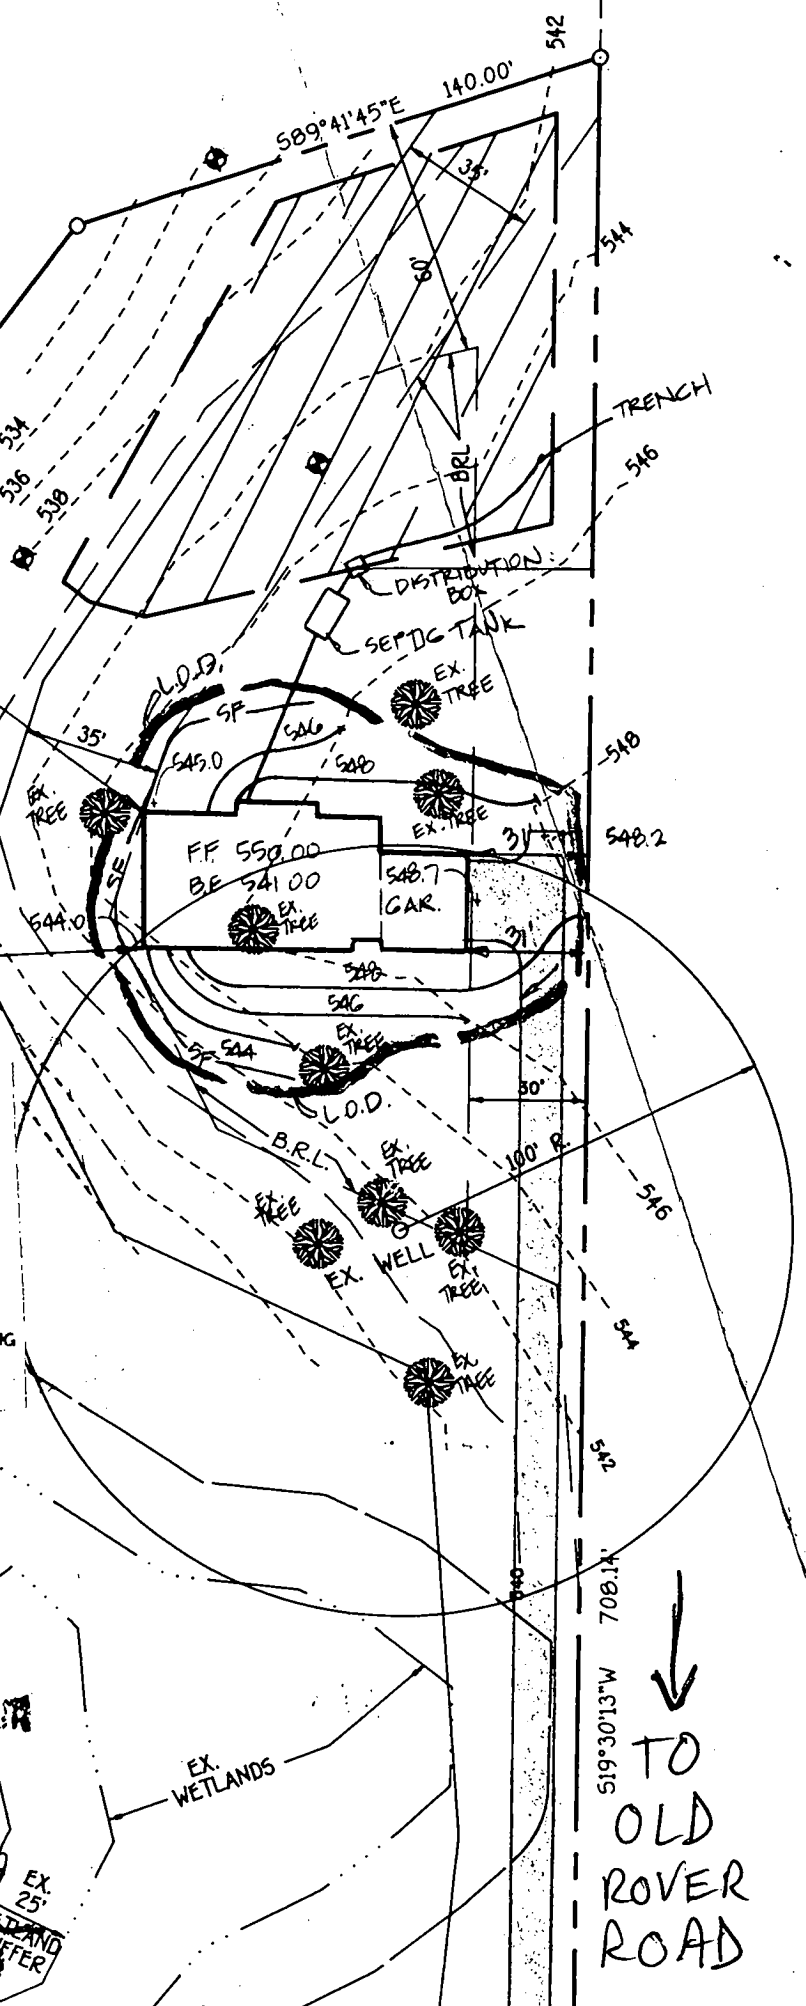 542
140.00'
S89°41'45"E
35'
60'
544
TRENCH
546
BRL
534
536
538
DISTRIBUTION
BOX
SEPTIC TANK
EX.
TREE
L.O.D.
SF
546
548
35'
545.0
548
EX.
TREE
EX. TREE
31'
548.2
F.F. 550.00
B.E. 541.00
548.7
GAR.
SF
544.0
EX.
TREE
31'
548
546
EX.
TREE
SF
544
L.O.D.
30'
B.R.L.
EX.
TREE
100' R.
546
EX.
TREE
EX. WELL
EX.
TREE
544
EX.
TREE
542
540
708.14'
S19°30'13"W
EX.
WETLANDS
TO
OLD
ROVER
ROAD
EX.
25'